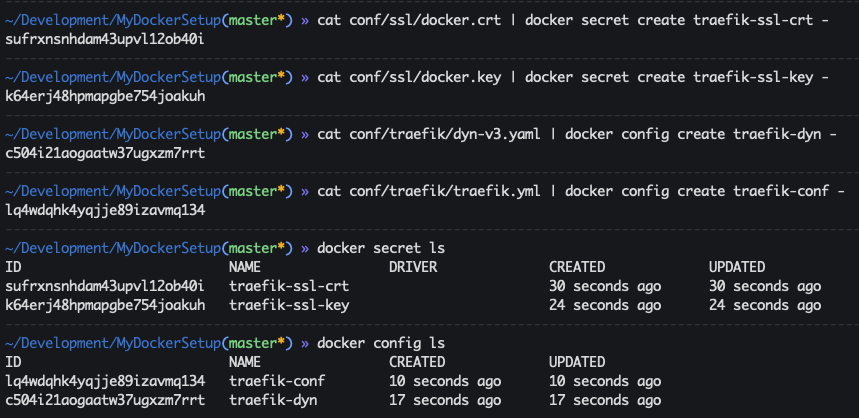 ~/Development/MyDockerSetup(master*) » cat conf/ssl/docker.crt | docker secret create traefik-ssl-crt -
sufrxnsnhdam43upvl12ob40i
~/Development/MyDockerSetup(master*) » cat conf/ssl/docker.key | docker secret create traefik-ssl-key -
k64erj48hpmapgbe754joakuh
~/Development/MyDockerSetup(master*) » cat conf/traefik/dyn-v3.yaml | docker config create traefik-dyn -
c504i21aogaatw37ugxzm7rrt
~/Development/MyDockerSetup(master*) » cat conf/traefik/traefik.yml | docker config create traefik-conf -
lq4wdqhk4yqjje89izavmq134
~/Development/MyDockerSetup(master*) » docker secret ls
ID NAME DRIVER CREATED UPDATED
sufrxnsnhdam43upvl12ob40i traefik-ssl-crt 30 seconds ago 30 seconds ago
k64erj48hpmapgbe754joakuh traefik-ssl-key 24 seconds ago 24 seconds ago
~/Development/MyDockerSetup(master*) » docker config ls
ID NAME CREATED UPDATED
lq4wdqhk4yqjje89izavmq134 traefik-conf 10 seconds ago 10 seconds ago
c504i21aogaatw37ugxzm7rrt traefik-dyn 17 seconds ago 17 seconds ago